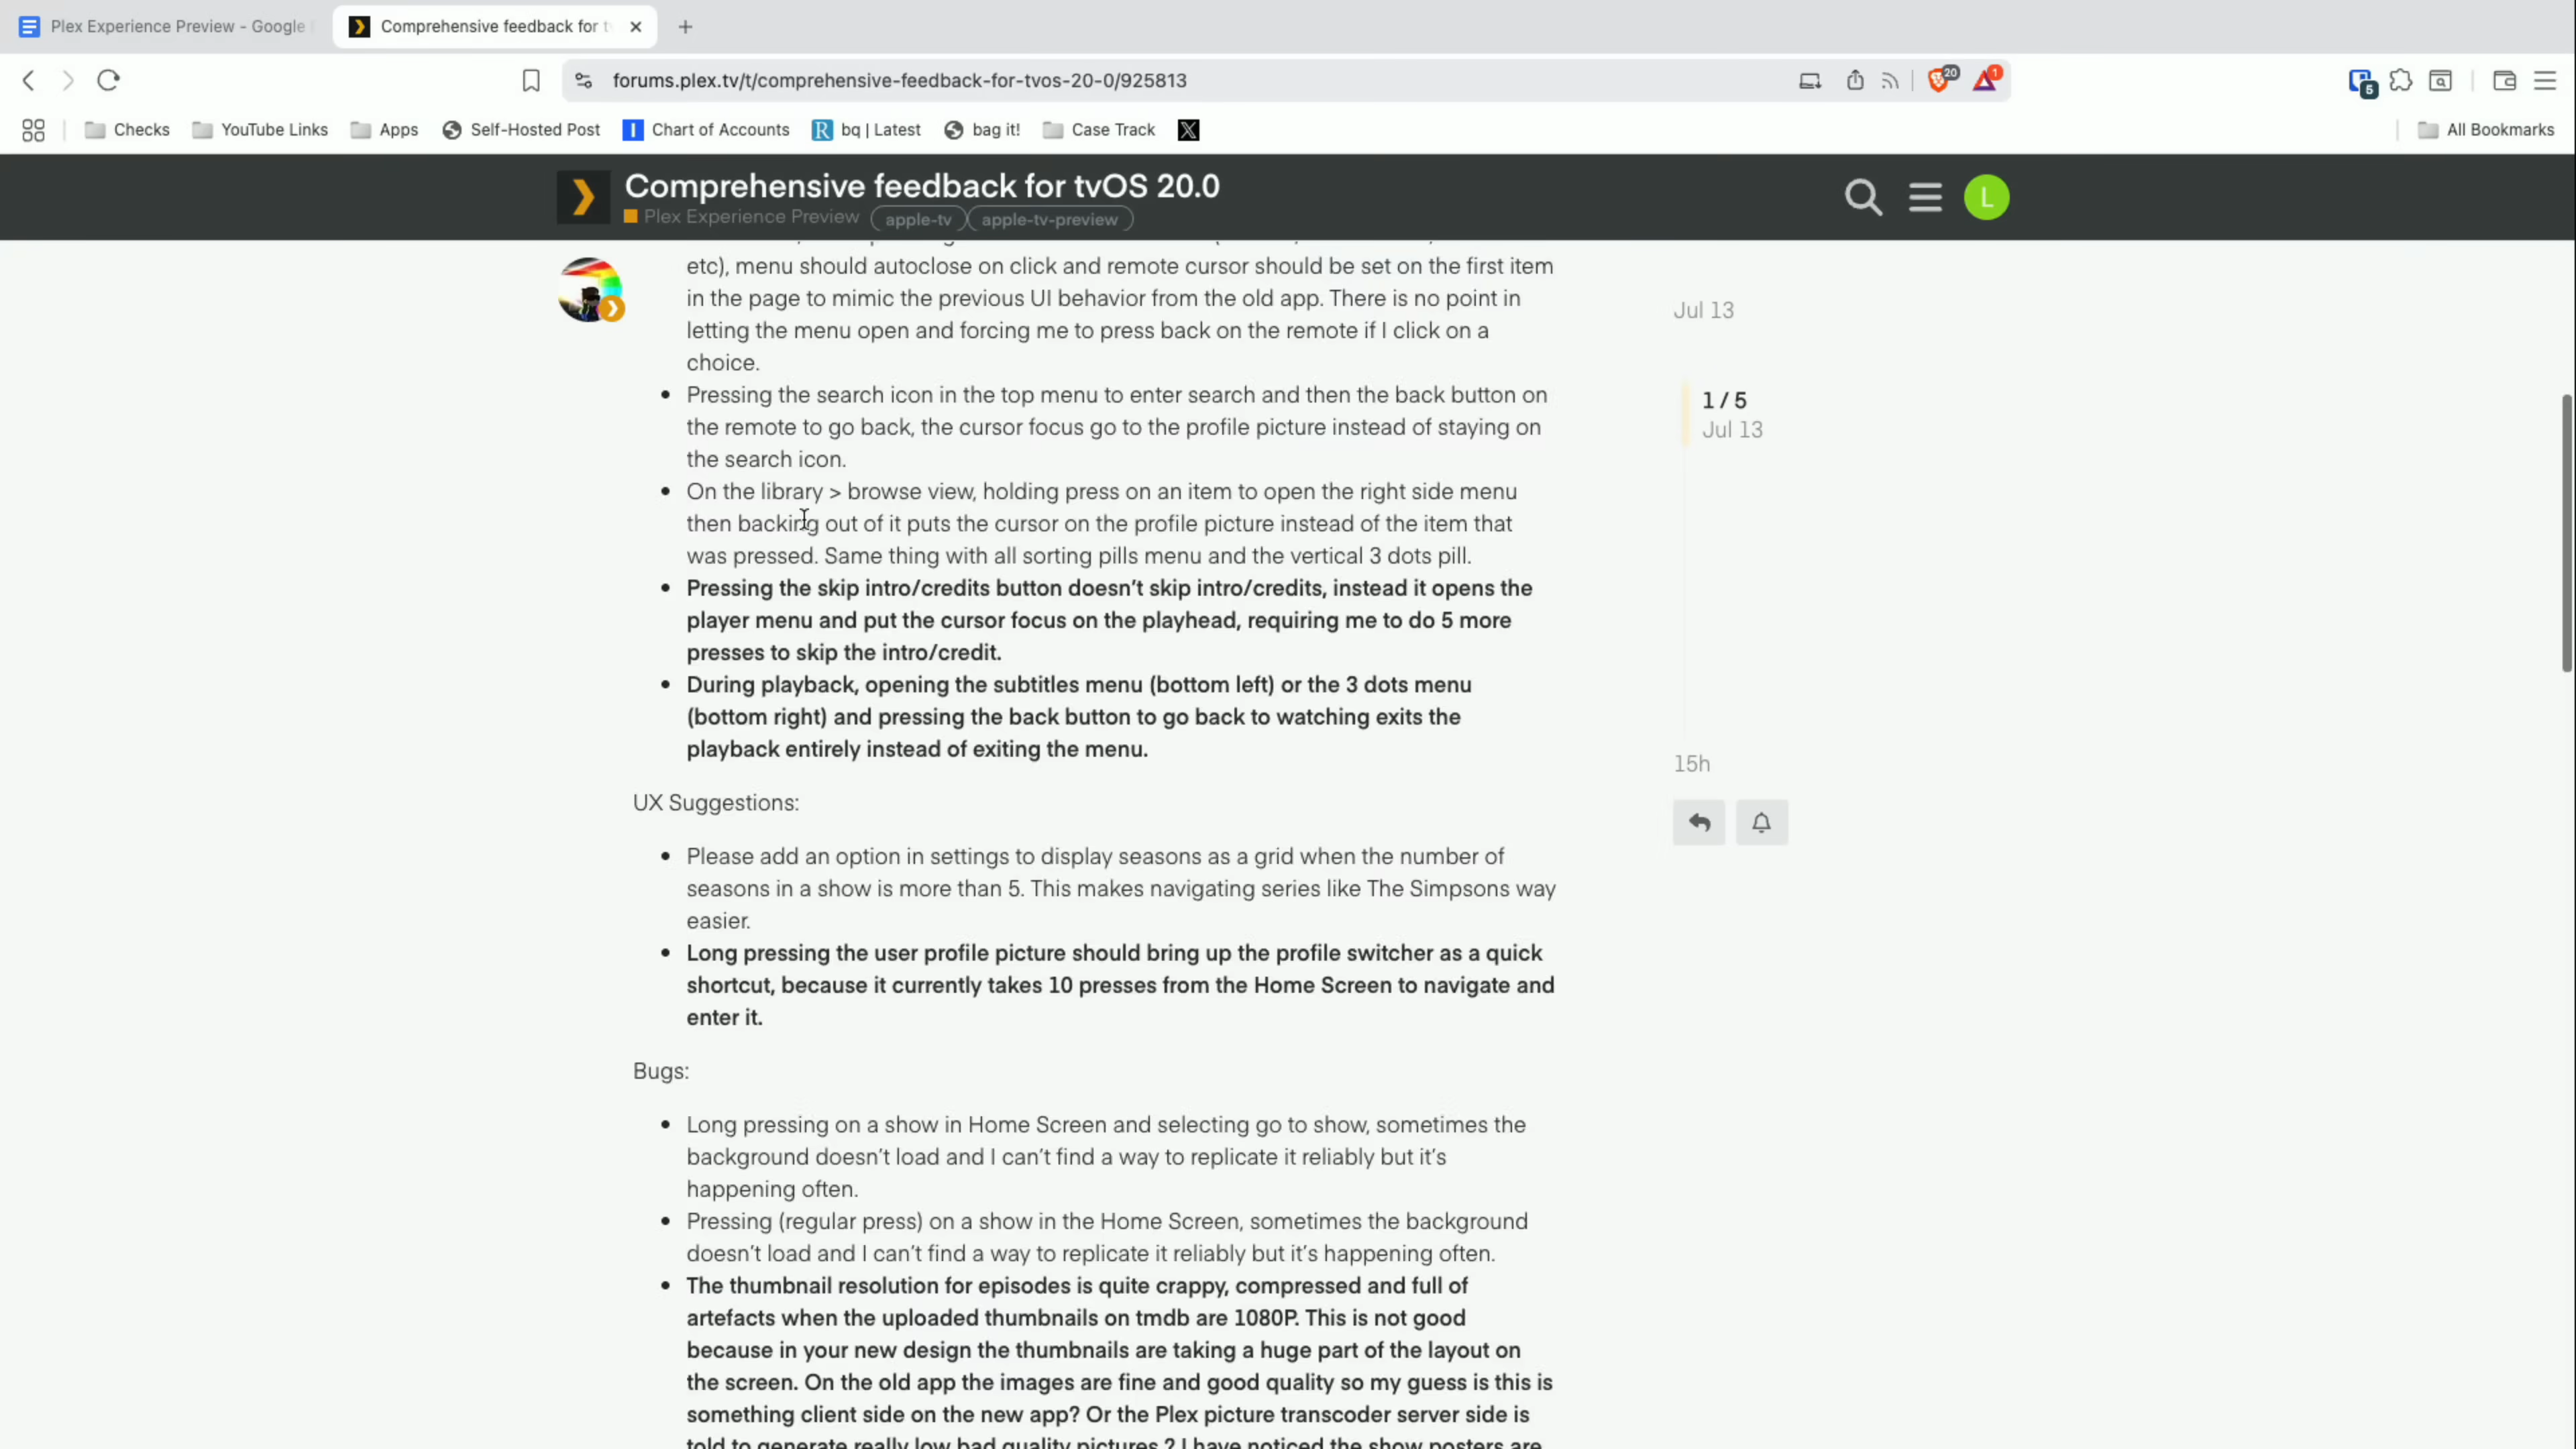 Plex Experience Preview - Google
Comprehensive feedback for t
forums.plex.tv/t/comprehensive-feedback-for-tvos-20-0/925813
20
1
5
Checks
YouTube Links
Apps
Self-Hosted Post
Chart of Accounts
bq | Latest
bag it!
Case Track
All Bookmarks
Comprehensive feedback for tvOS 20.0
Plex Experience Preview apple-tv apple-tv-preview
L
etc), menu should autoclose on click and remote cursor should be set on the first item
in the page to mimic the previous UI behavior from the old app. There is no point in
letting the menu open and forcing me to press back on the remote if I click on a
choice.
Pressing the search icon in the top menu to enter search and then the back button on
the remote to go back, the cursor focus go to the profile picture instead of staying on
the search icon.
On the library > browse view, holding press on an item to open the right side menu
then backing out of it puts the cursor on the profile picture instead of the item that
was pressed. Same thing with all sorting pills menu and the vertical 3 dots pill.
Pressing the skip intro/credits button doesn't skip intro/credits, instead it opens the
player menu and put the cursor focus on the playhead, requiring me to do 5 more
presses to skip the intro/credit.
During playback, opening the subtitles menu (bottom left) or the 3 dots menu
(bottom right) and pressing the back button to go back to watching exits the
playback entirely instead of exiting the menu.
UX Suggestions:
Please add an option in settings to display seasons as a grid when the number of
seasons in a show is more than 5. This makes navigating series like The Simpsons way
easier.
Long pressing the user profile picture should bring up the profile switcher as a quick
shortcut, because it currently takes 10 presses from the Home Screen to navigate and
enter it.
Bugs:
Long pressing on a show in Home Screen and selecting go to show, sometimes the
background doesn't load and I can't find a way to replicate it reliably but it's
happening often.
Pressing (regular press) on a show in the Home Screen, sometimes the background
doesn't load and I can't find a way to replicate it reliably but it's happening often.
The thumbnail resolution for episodes is quite crappy, compressed and full of
artefacts when the uploaded thumbnails on tmdb are 1080P. This is not good
because in your new design the thumbnails are taking a huge part of the layout on
the screen. On the old app the images are fine and good quality so my guess is this is
something client side on the new app? Or the Plex picture transcoder server side is
told to generate really low bad quality pictures ? I have noticed the show posters are
Jul 13
1 / 5
Jul 13
15h